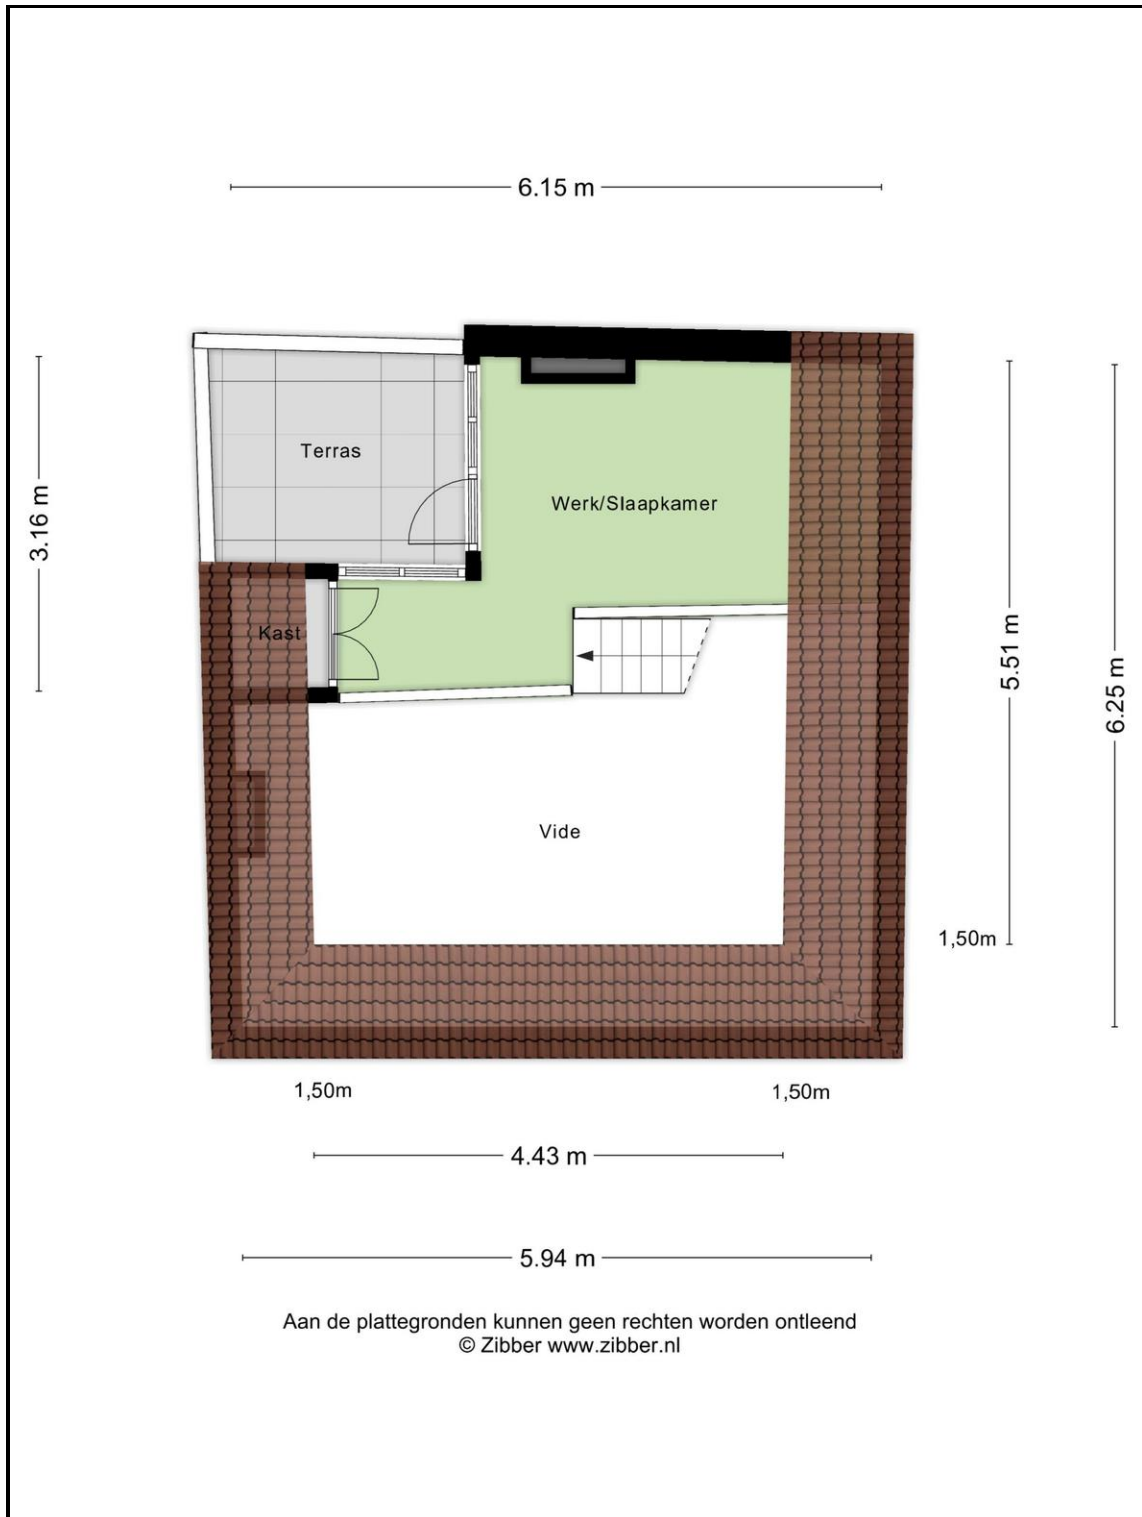 6.15 m
Terras
Werk/Slaapkamer
3.16 m
Kast
5.51 m
6.25 m
Vide
1,50m
1,50m
1,50m
4.43 m
5.94 m
Aan de plattegronden kunnen geen rechten worden ontleend
© Zibber www.zibber.nl